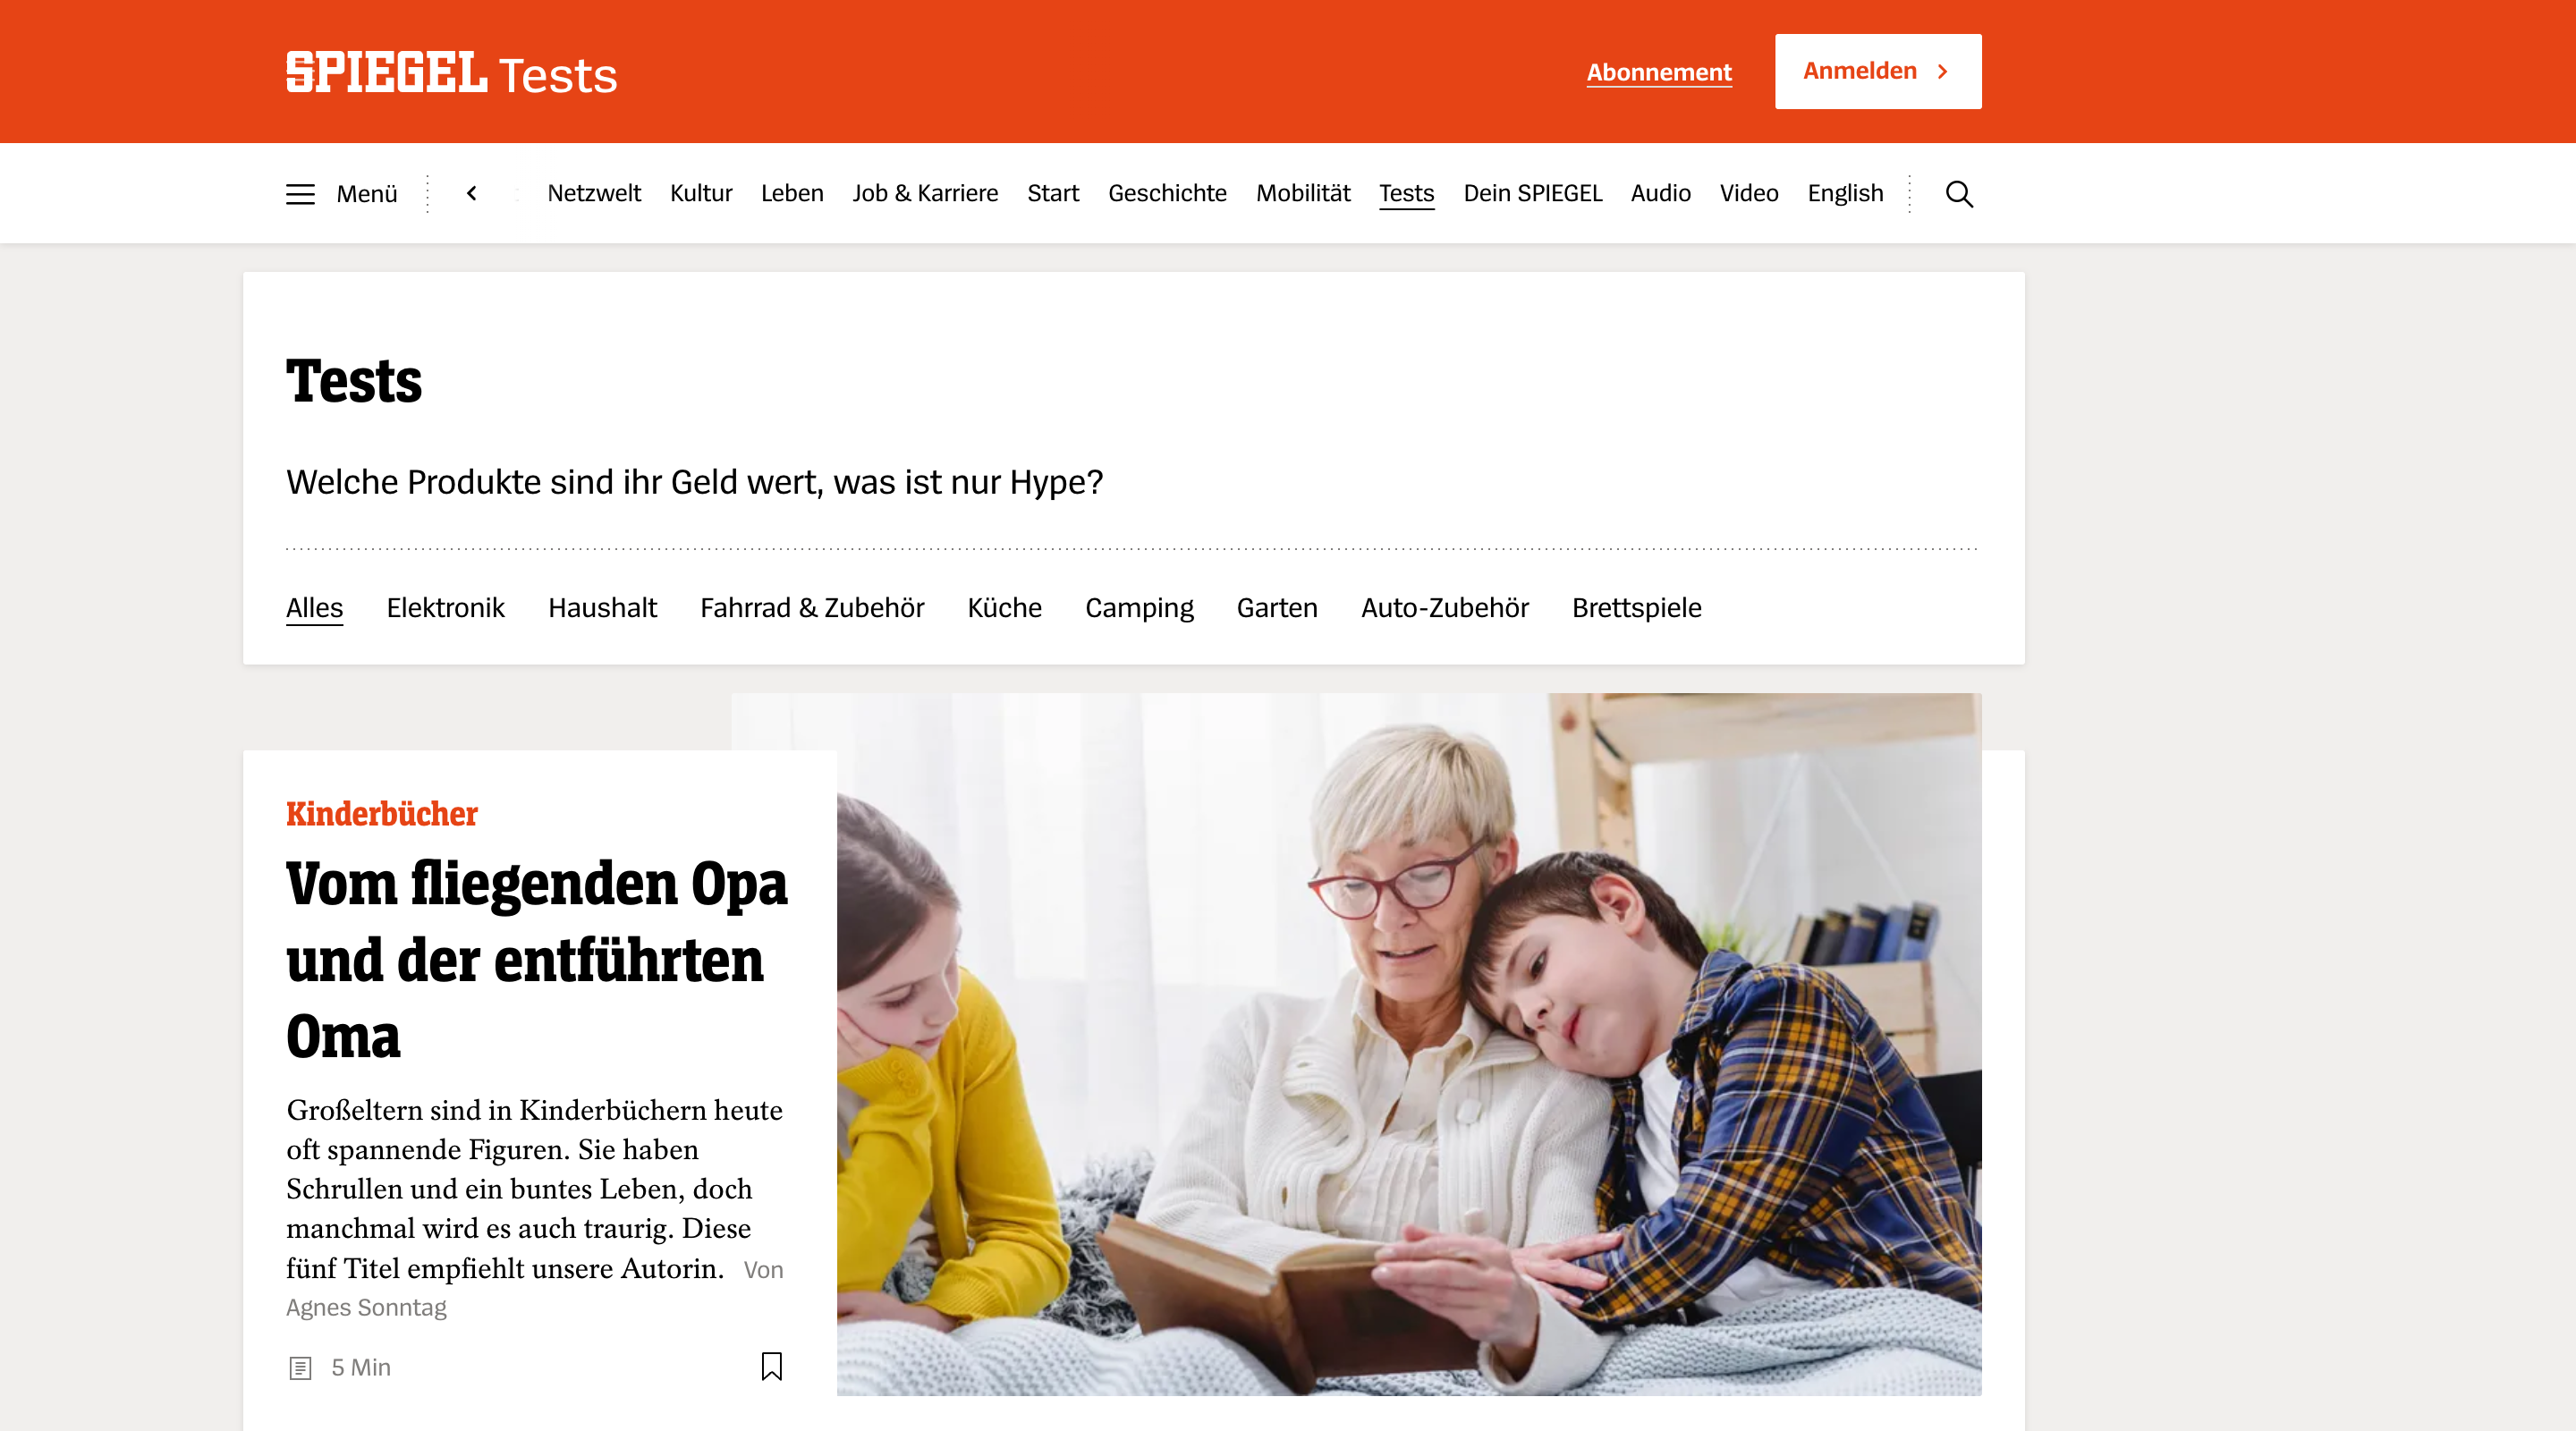 SPIEGEL Tests
Abonnement
Anmelden
Menü
Netzwelt Kultur Leben Job & Karriere Start Geschichte Mobilität Tests Dein SPIEGEL Audio Video English
Tests
Welche Produkte sind ihr Geld wert, was ist nur Hype?
Alles Elektronik Haushalt Fahrrad & Zubehör Küche Camping Garten Auto-Zubehör Brettspiele
Kinderbücher
Vom fliegenden Opa
und der entführten
Oma
Großeltern sind in Kinderbüchern heute
oft spannende Figuren. Sie haben
Schrullen und ein buntes Leben, doch
manchmal wird es auch traurig. Diese
fünf Titel empfiehlt unsere Autorin. Von
Agnes Sonntag
5 Min